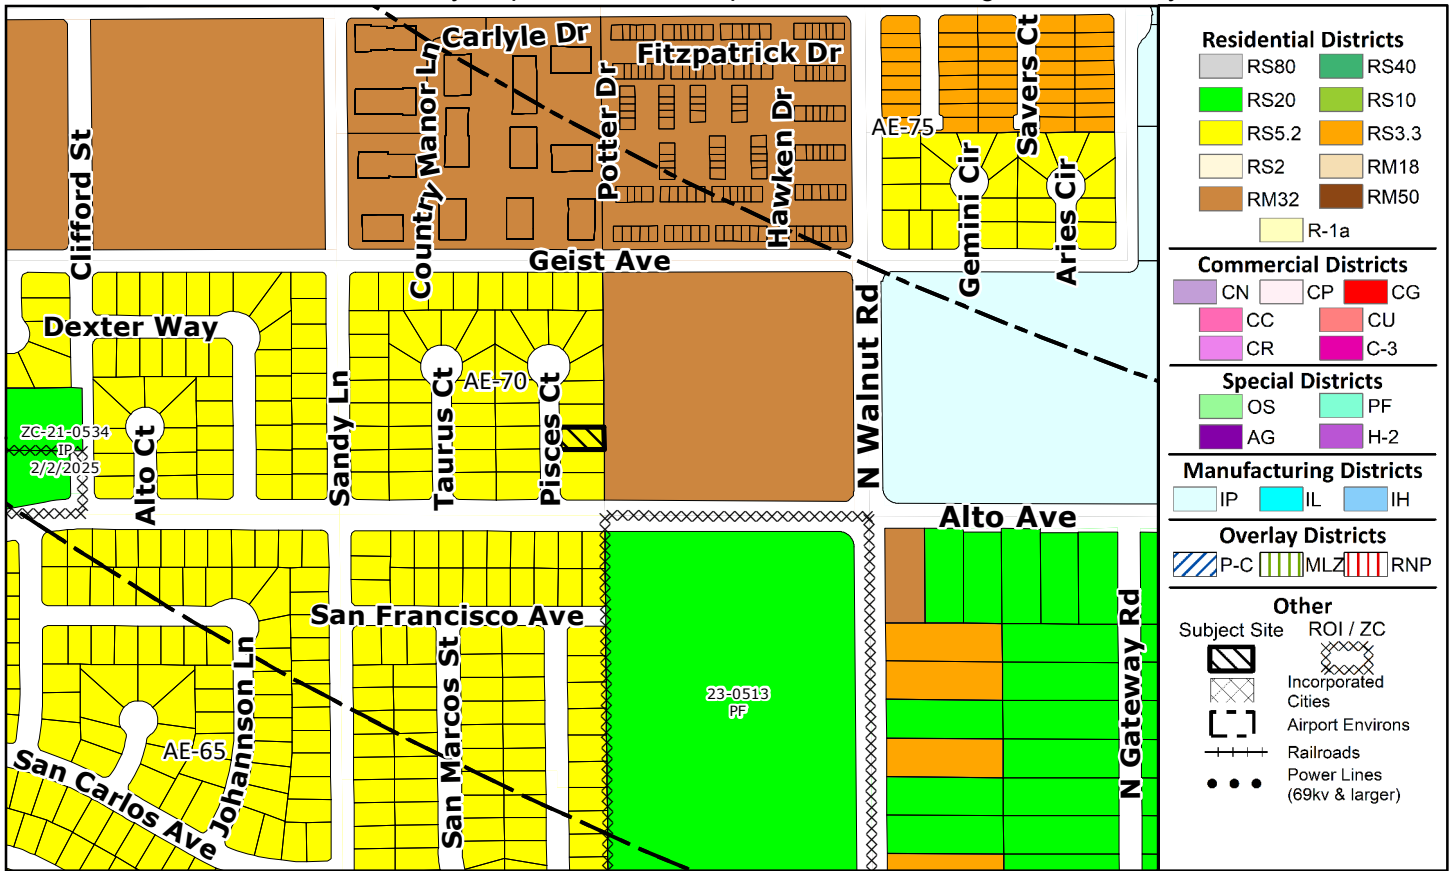 Carlyle Dr
Fitzpatrick Dr
Country Manor Ln
Potter Dr
Hawken Dr
Savers Ct
AE-75
Clifford St
Gemini Cir
Aries Cir
Geist Ave
Dexter Way
N Walnut Rd
AE-70
Sandy Ln
Taurus Ct
Pisces Ct
Alto Ct
ZC-21-0534
IP
2/2/2025
Alto Ave
San Francisco Ave
N Gateway Rd
Johannson Ln
San Marcos St
23-0513
PF
AE-65
San Carlos Ave
Residential Districts
RS80 RS40
RS20 RS10
RS5.2 RS3.3
RS2 RM18
RM32 RM50
R-1a
Commercial Districts
CN CP CG
CC CU
CR C-3
Special Districts
OS PF
AG H-2
Manufacturing Districts
IP IL IH
Overlay Districts
P-C MLZ RNP
Other
Subject Site ROI / ZC
Incorporated
Cities
Airport Environs
Railroads
Power Lines
(69kv & larger)